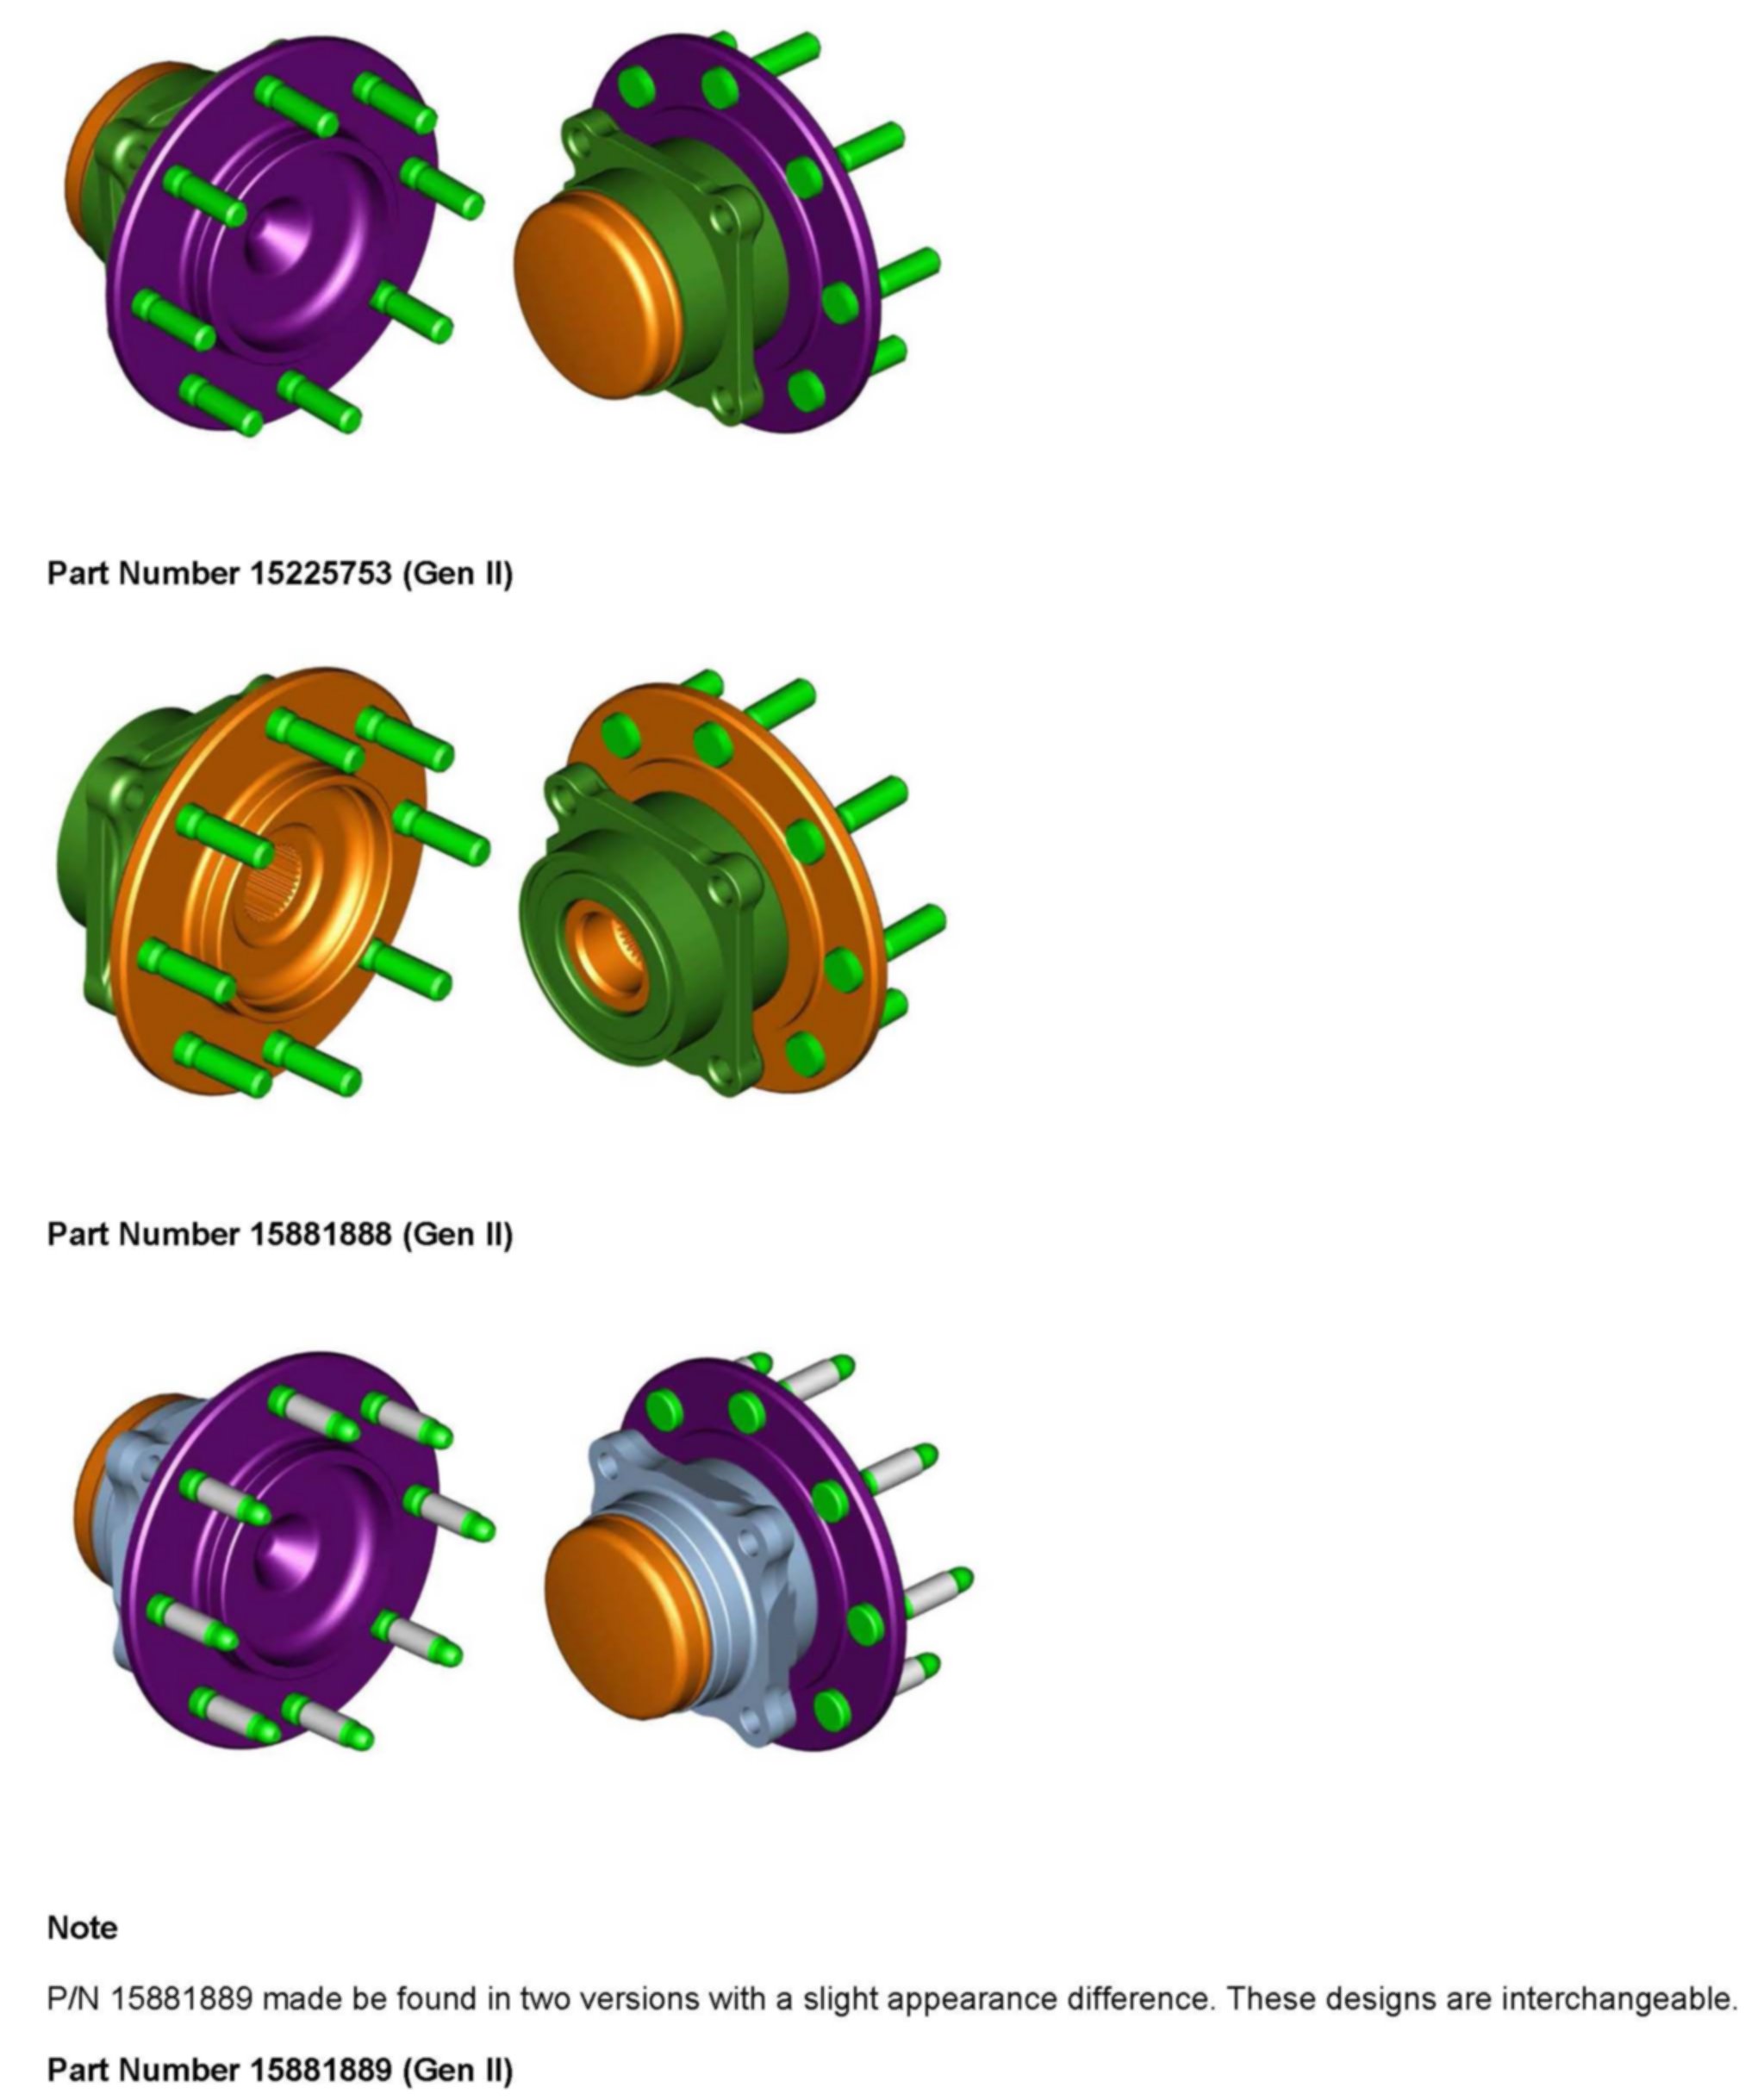 Part Number 15225753 (Gen II)
Part Number 15881888 (Gen II)
Note
P/N 15881889 made be found in two versions with a slight appearance difference. These designs are interchangeable.
Part Number 15881889 (Gen II)